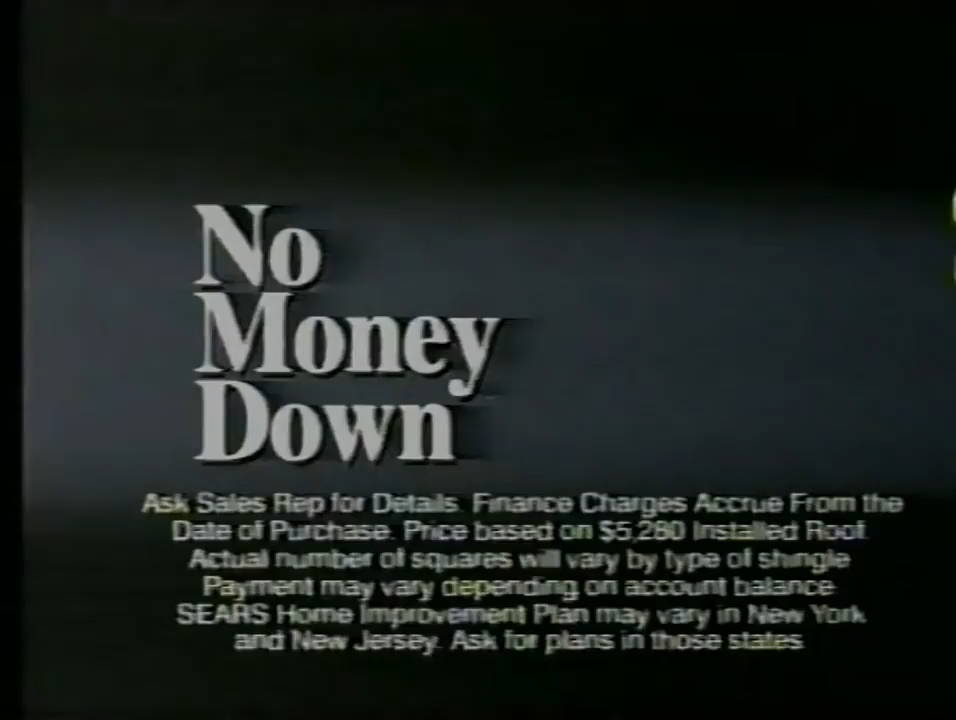 No
Money
Down
Ask Sales Rep for Details. Finance Charges Accrue From the
Date of Purchase. Price based on $5,280 Installed Roof.
Actual number of squares will vary by type of shingle
Payment may vary depending on account balance
SEARS Home Improvement Plan may vary in New York
and New Jersey. Ask for plans in those states.